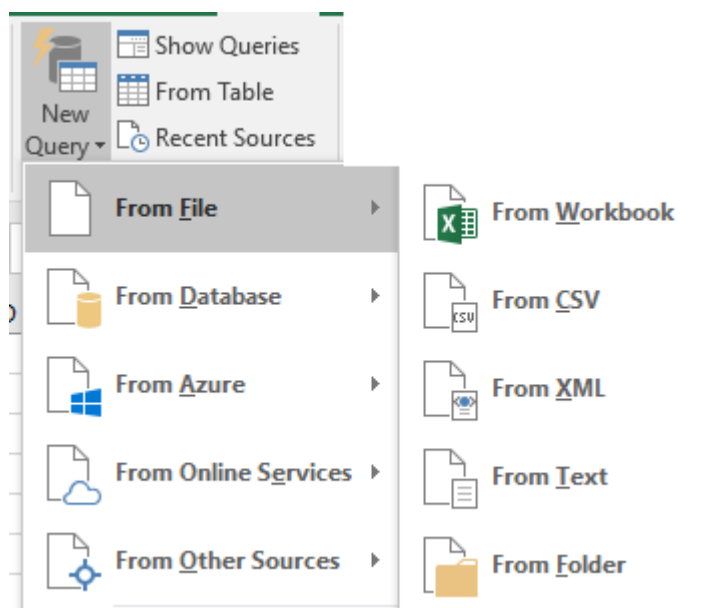 Show Queries
From Table
New
Query
Recent Sources
From File
From Workbook
From Database
From CSV
CSV
From Azure
From XML
From Online Services
From Text
From Other Sources
From Folder